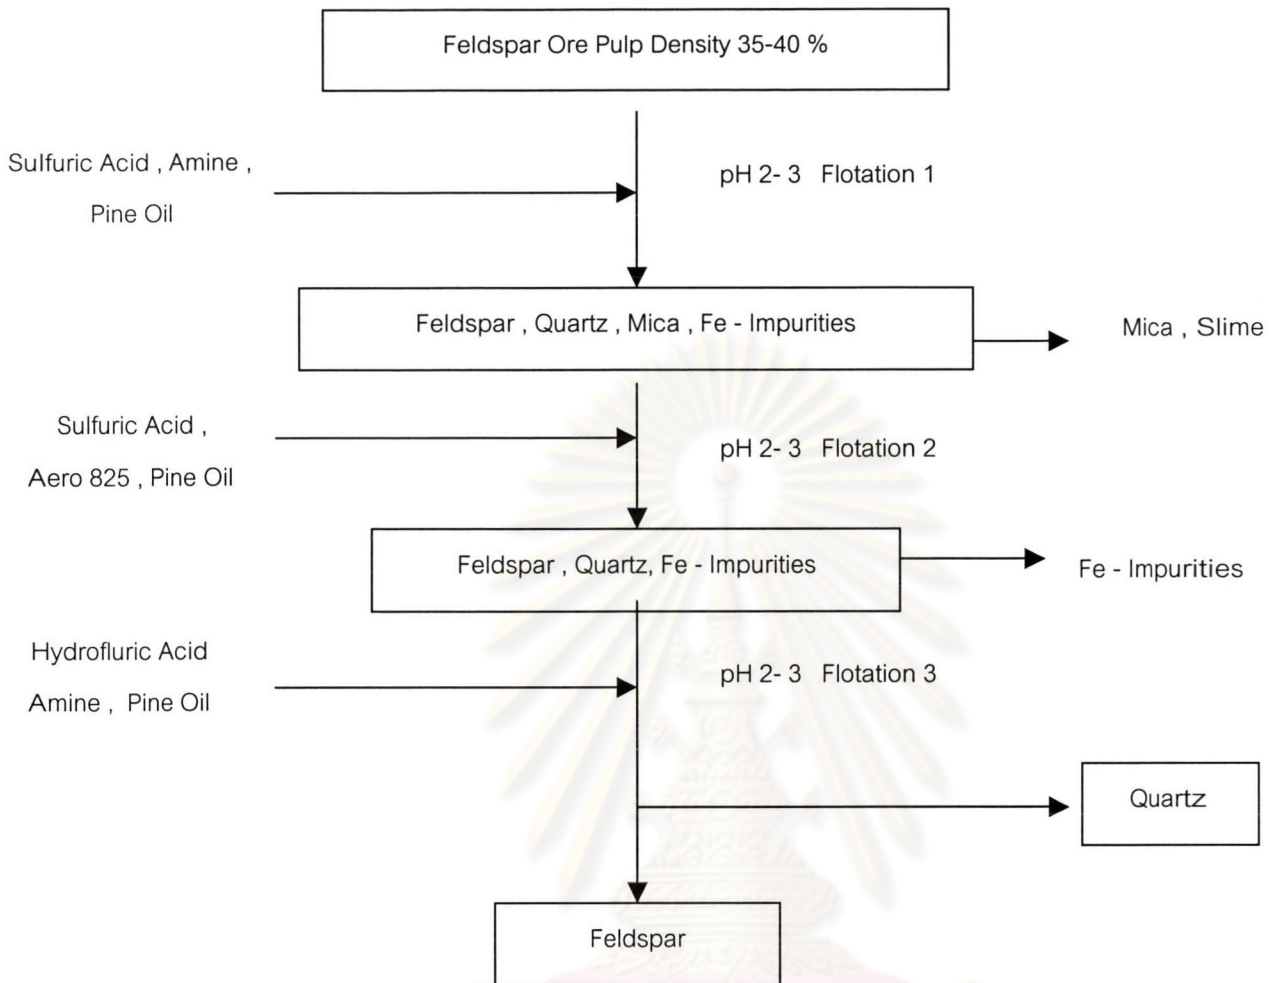 Feldspar Ore Pulp Density 35-40 %
Sulfuric Acid , Amine ,
Pine Oil
pH 2- 3 Flotation 1
Feldspar , Quartz , Mica , Fe - Impurities
Mica , Slime
Sulfuric Acid ,
Aero 825 , Pine Oil
pH 2- 3 Flotation 2
Feldspar , Quartz, Fe - Impurities
Fe - Impurities
Hydrofluric Acid
Amine , Pine Oil
pH 2- 3 Flotation 3
Quartz
Feldspar